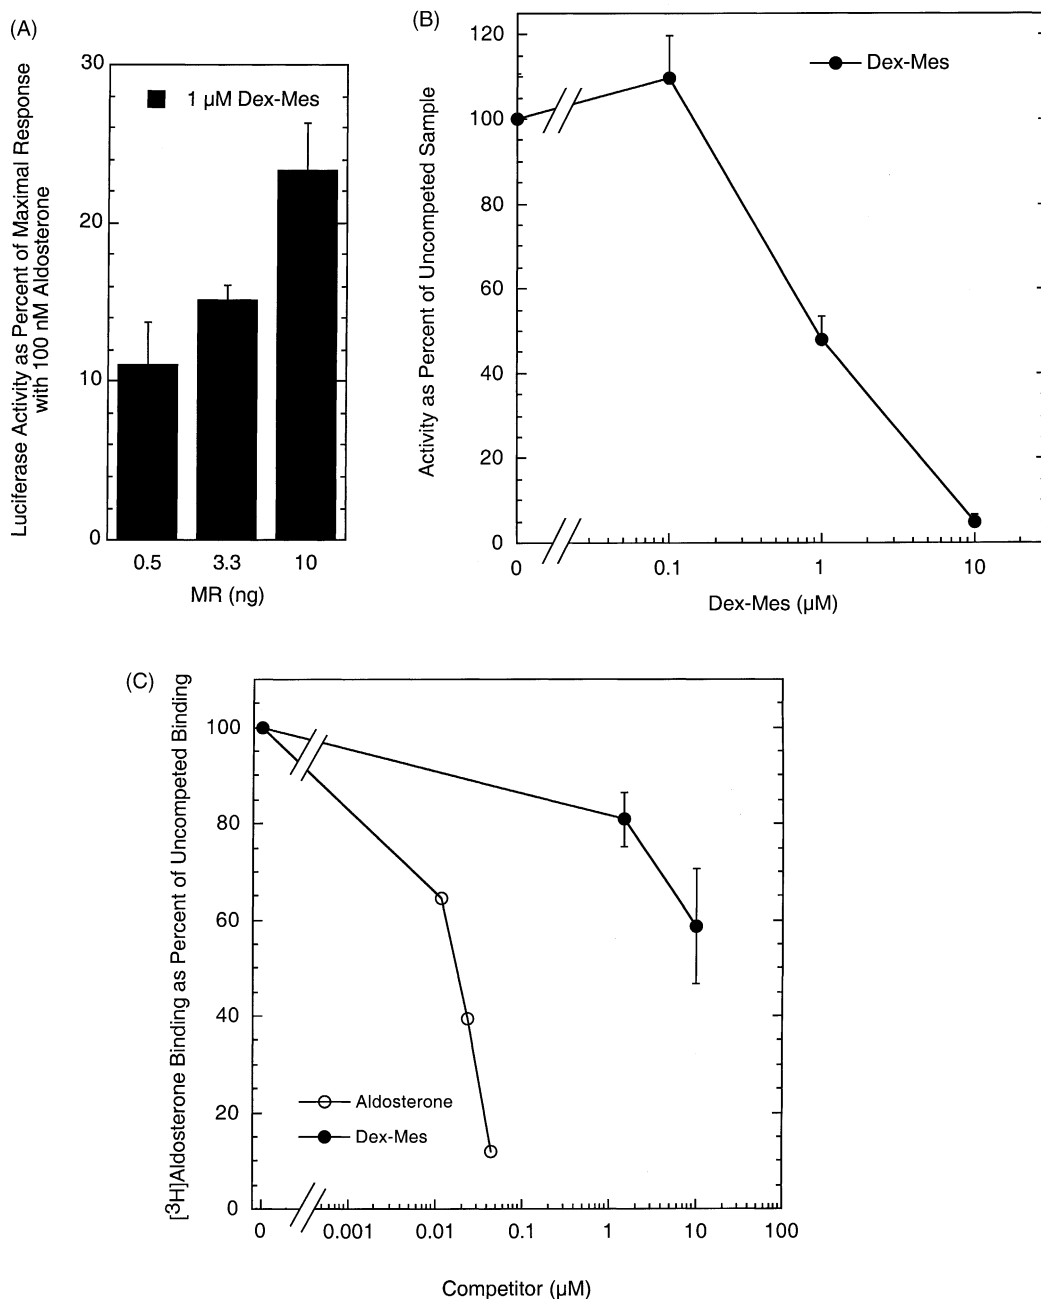 (A)
30
20
10
0
1 µM Dex-Mes
Luciferase Activity as Percent of Maximal Response
with 100 nM Aldosterone
0.5 3.3 10
MR (ng)
(B)
120
100
80
60
40
20
0
Dex-Mes
Activity as Percent of Uncompeted Sample
0 0.1 1 10
Dex-Mes (µM)
(C)
100
80
60
40
20
0
[3H]Aldosterone Binding as Percent of Uncompeted Binding
Aldosterone
Dex-Mes
0 0.001 0.01 0.1 1 10 100
Competitor (µM)